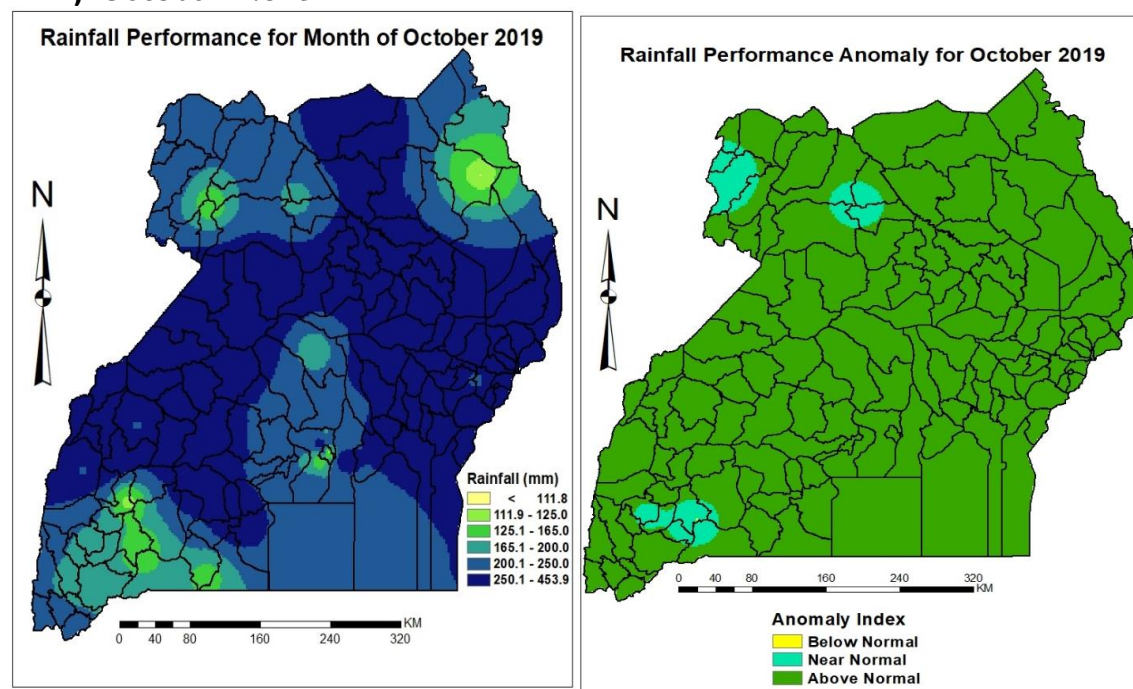 Rainfall Performance for Month of October 2019
N
Rainfall (mm)
< 111.8
111.9 - 125.0
125.1 - 165.0
165.1 - 200.0
200.1 - 250.0
250.1 - 453.9
KM
0 20 40 80 160 240 320
Rainfall Performance Anomaly for October 2019
N
0 20 40 80 160 240 320
KM
Anomaly Index
Below Normal
Near Normal
Above Normal